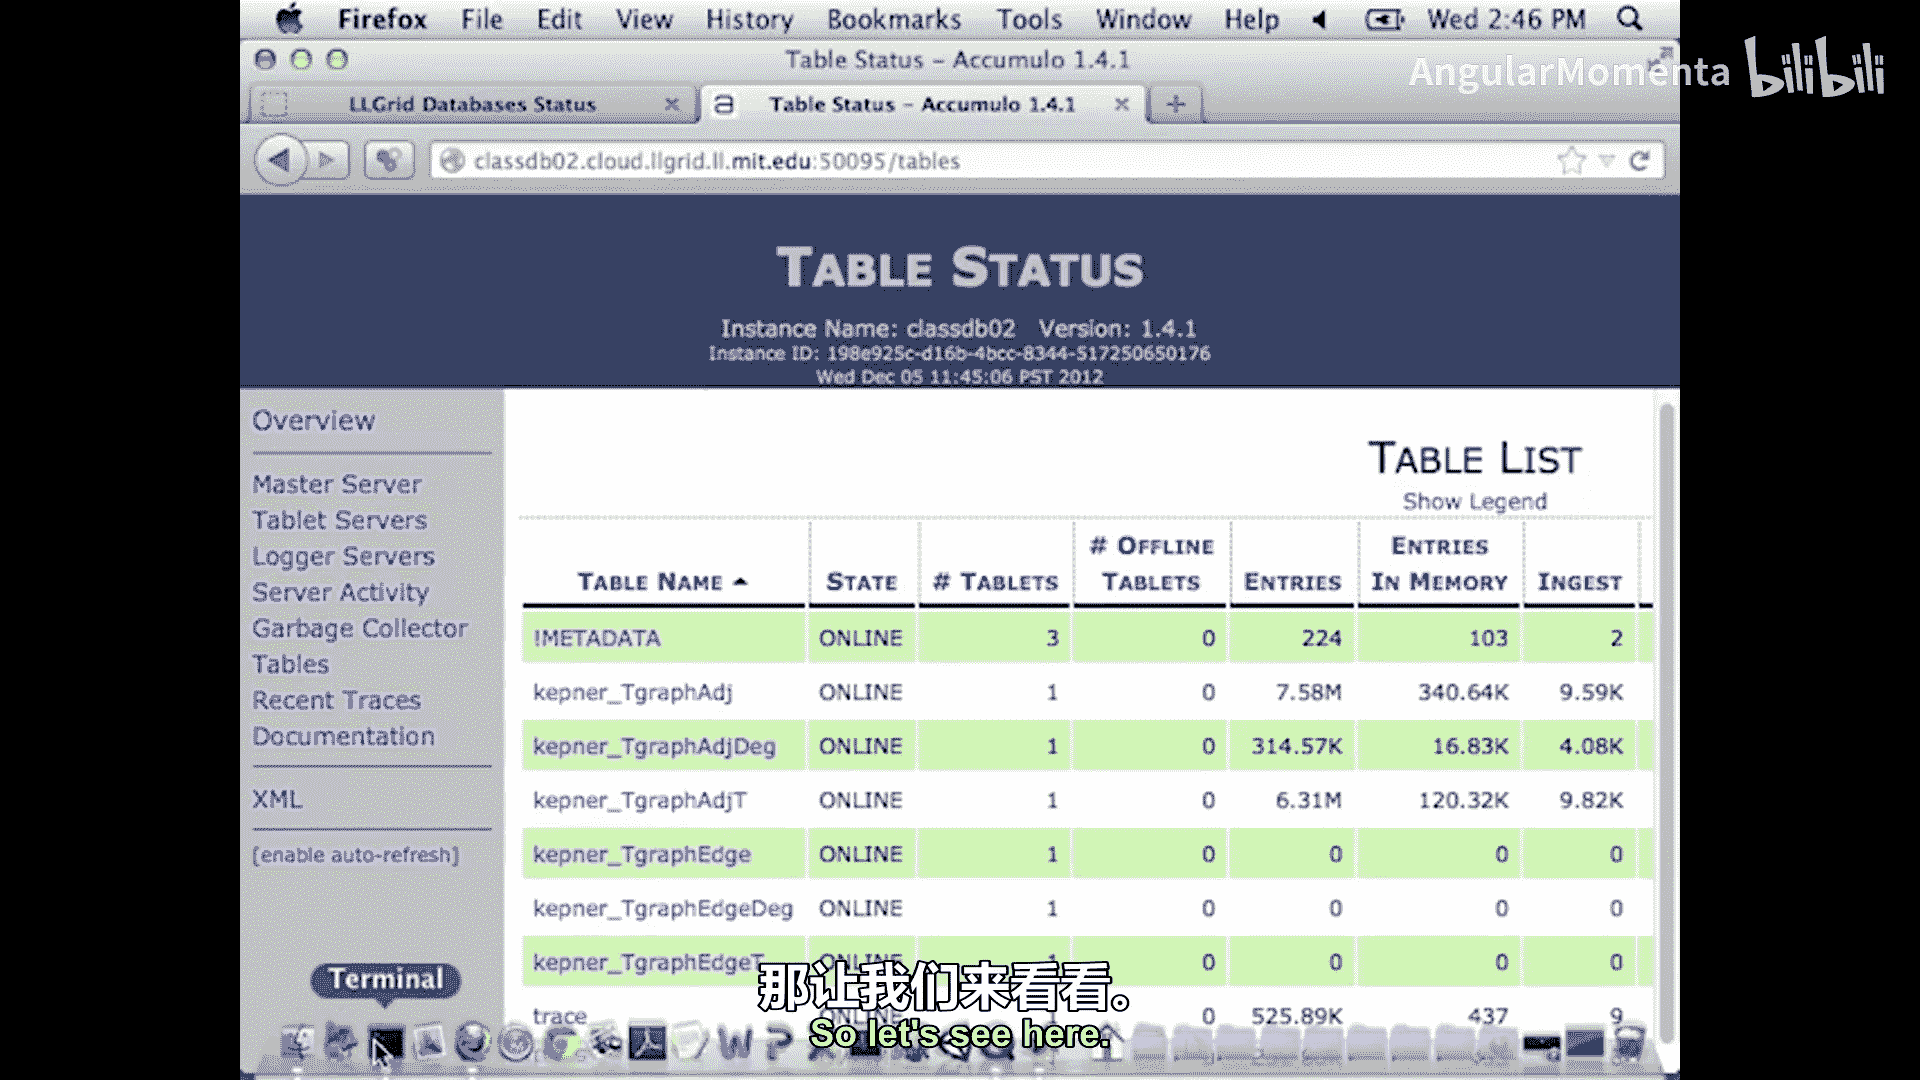 Firefox File Edit View History Bookmarks Tools Window Help Wed 2:46 PM
Table Status – Accumulo 1.4.1
AngularMomenta bilibili
LLGrid Databases Status
Table Status – Accumulo 1.4.1
classdb02.cloud.llgrid.ll.mit.edu:50095/tables
TABLE STATUS
Instance Name: classdb02 Version: 1.4.1
Instance ID: 198e925c-d16b-4bcc-8344-517250650176
Wed Dec 05 11:45:06 PST 2012
Overview
Master Server
Tablet Servers
Logger Servers
Server Activity
Garbage Collector
Tables
Recent Traces
Documentation
XML
[enable auto-refresh]
TABLE LIST
Show Legend
TABLE NAME STATE # TABLETS # OFFLINE TABLETS ENTRIES ENTRIES IN MEMORY INGEST
!METADATA ONLINE 3 0 224 103 2
kepner_TgraphAdj ONLINE 1 0 7.58M 340.64K 9.59K
kepner_TgraphAdjDeg ONLINE 1 0 314.57K 16.83K 4.08K
kepner_TgraphAdjT ONLINE 1 0 6.31M 120.32K 9.82K
kepner_TgraphEdge ONLINE 1 0 0 0 0
kepner_TgraphEdgeDeg ONLINE 1 0 0 0 0
kepner_TgraphEdgeT ONLINE 1 0 0 0 0
trace ONLINE 1 0 525.89K 437 9
Terminal
那让我们来看看。
So let's see here.